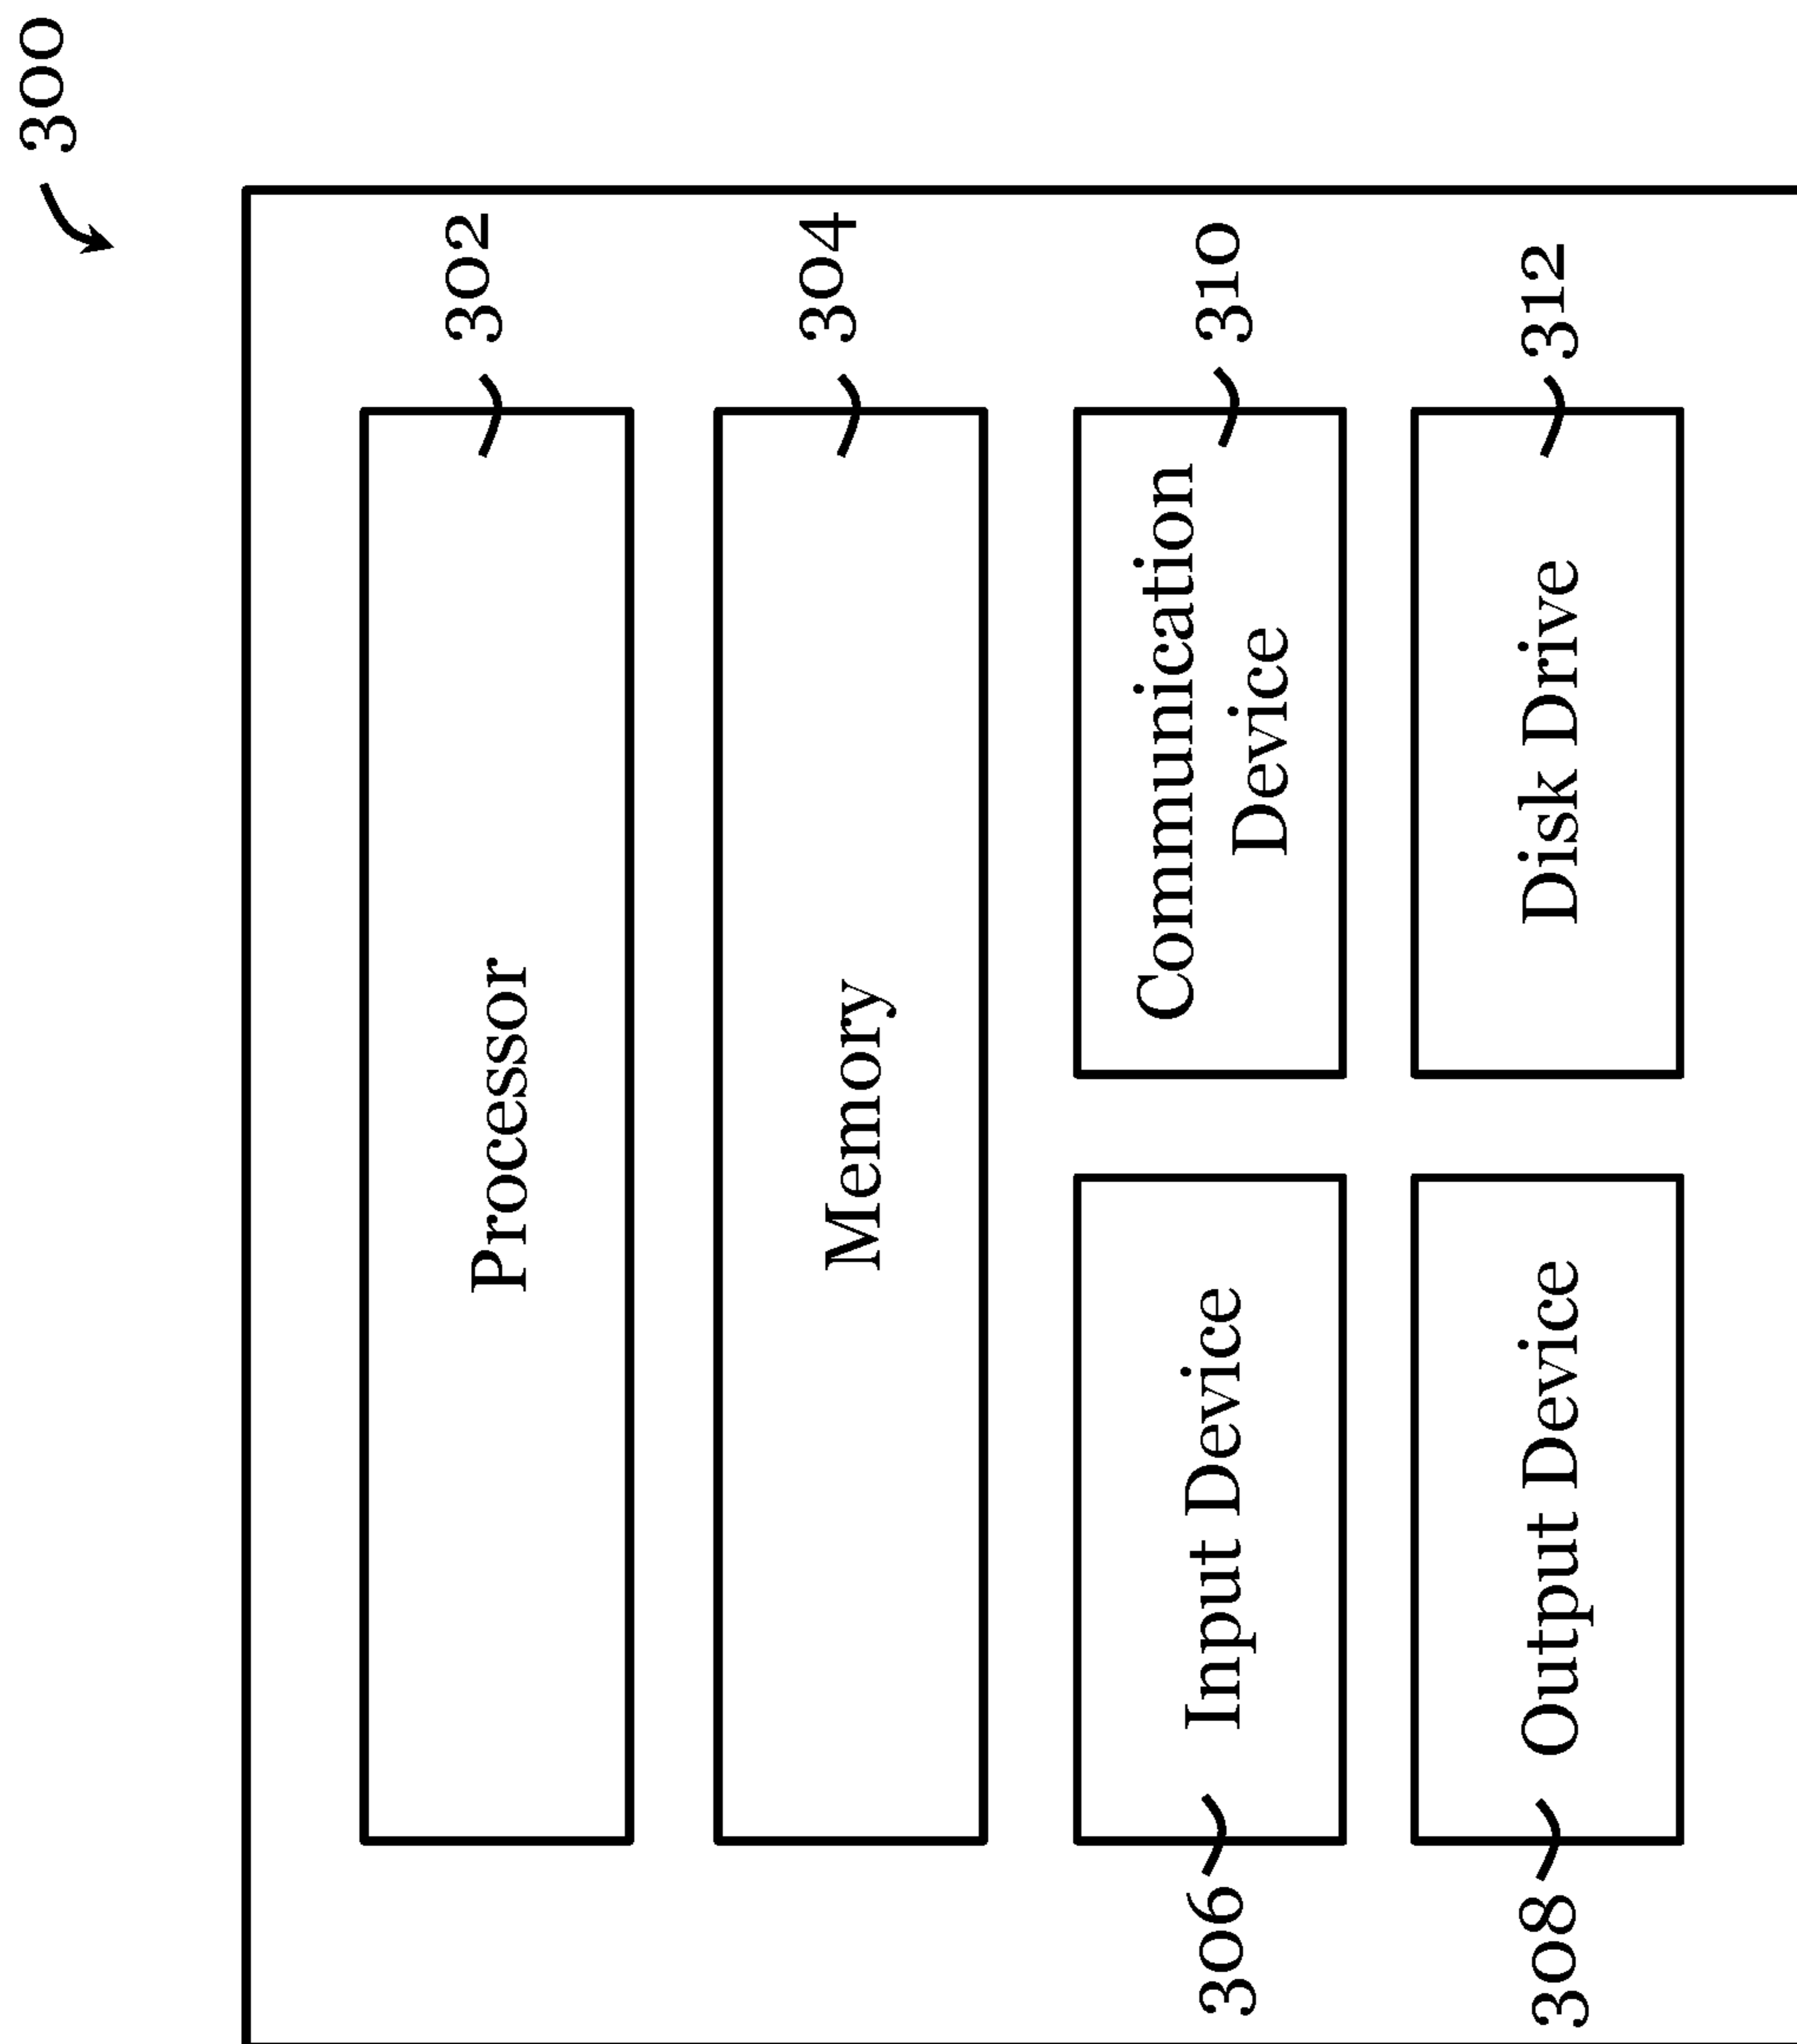 300
Processor
302
Memory
304
306
Input Device
Communication
Device
310
308
Output Device
Disk Drive
312